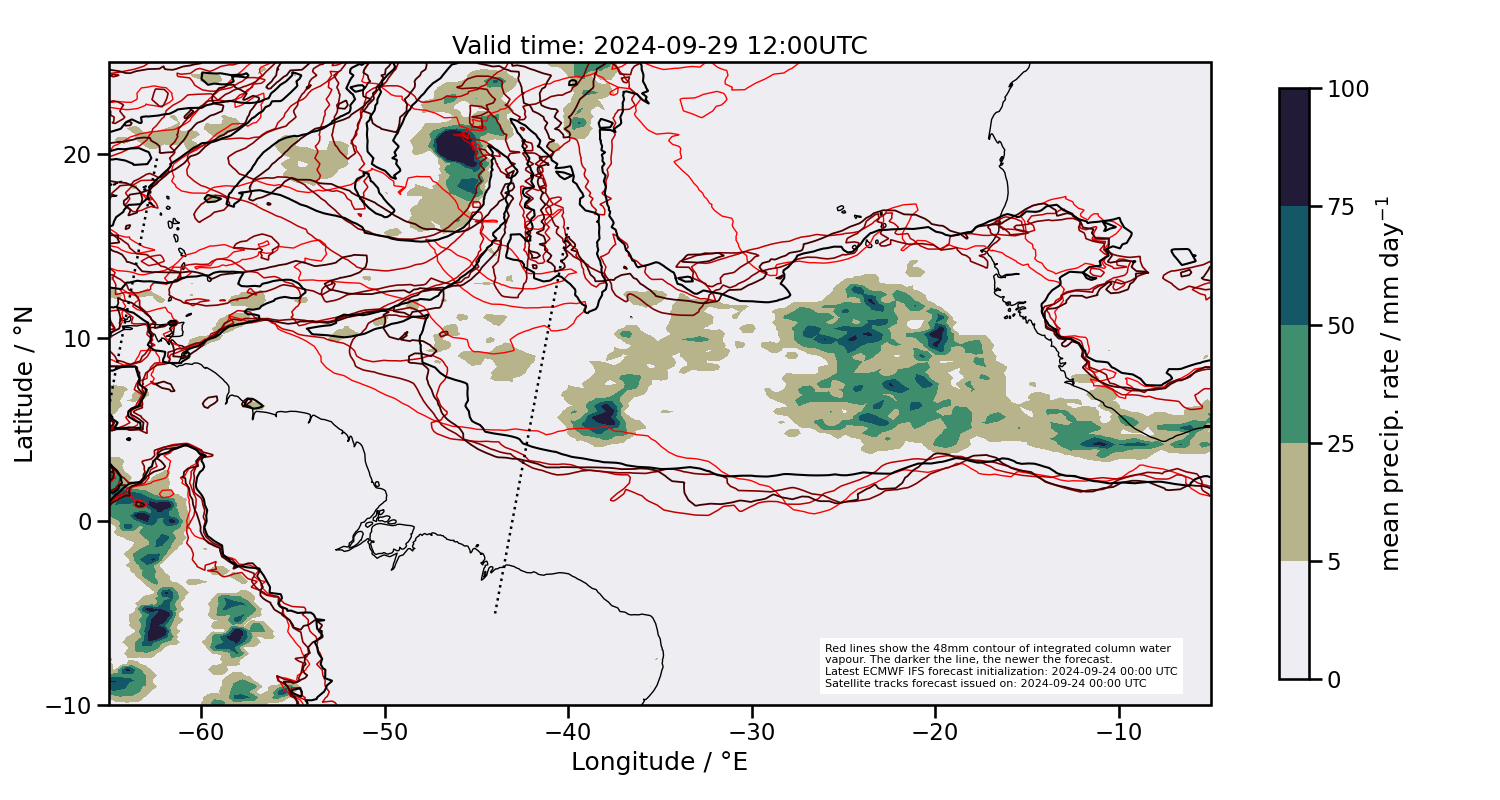 Valid time: 2024-09-29 12:00UTC
Latitude / °N
20
10
0
−10
−60
−50
−40
−30
−20
−10
Longitude / °E
Red lines show the 48mm contour of integrated column water
vapour. The darker the line, the newer the forecast.
Latest ECMWF IFS forecast initialization: 2024-09-24 00:00 UTC
Satellite tracks forecast issued on: 2024-09-24 00:00 UTC
100
75
50
25
5
0
mean precip. rate / mm day⁻¹